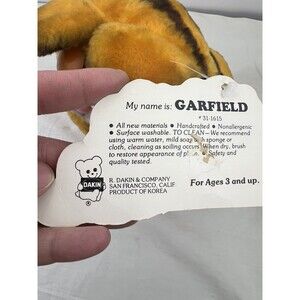 My name is: GARFIELD
# 31-1615
● All new materials ● Handcrafted ● Nonallergenic
● Surface washable. TO CLEAN—We recommend
using warm water, mild soap with sponge or
cloth, cleaning as soiling occurs. When dry, brush
to restore appearance of pile. Safety and
quality tested.
DAKIN
®
R. DAKIN & COMPANY
SAN FRANCISCO, CALIF.
PRODUCT OF KOREA
For Ages 3 and up.